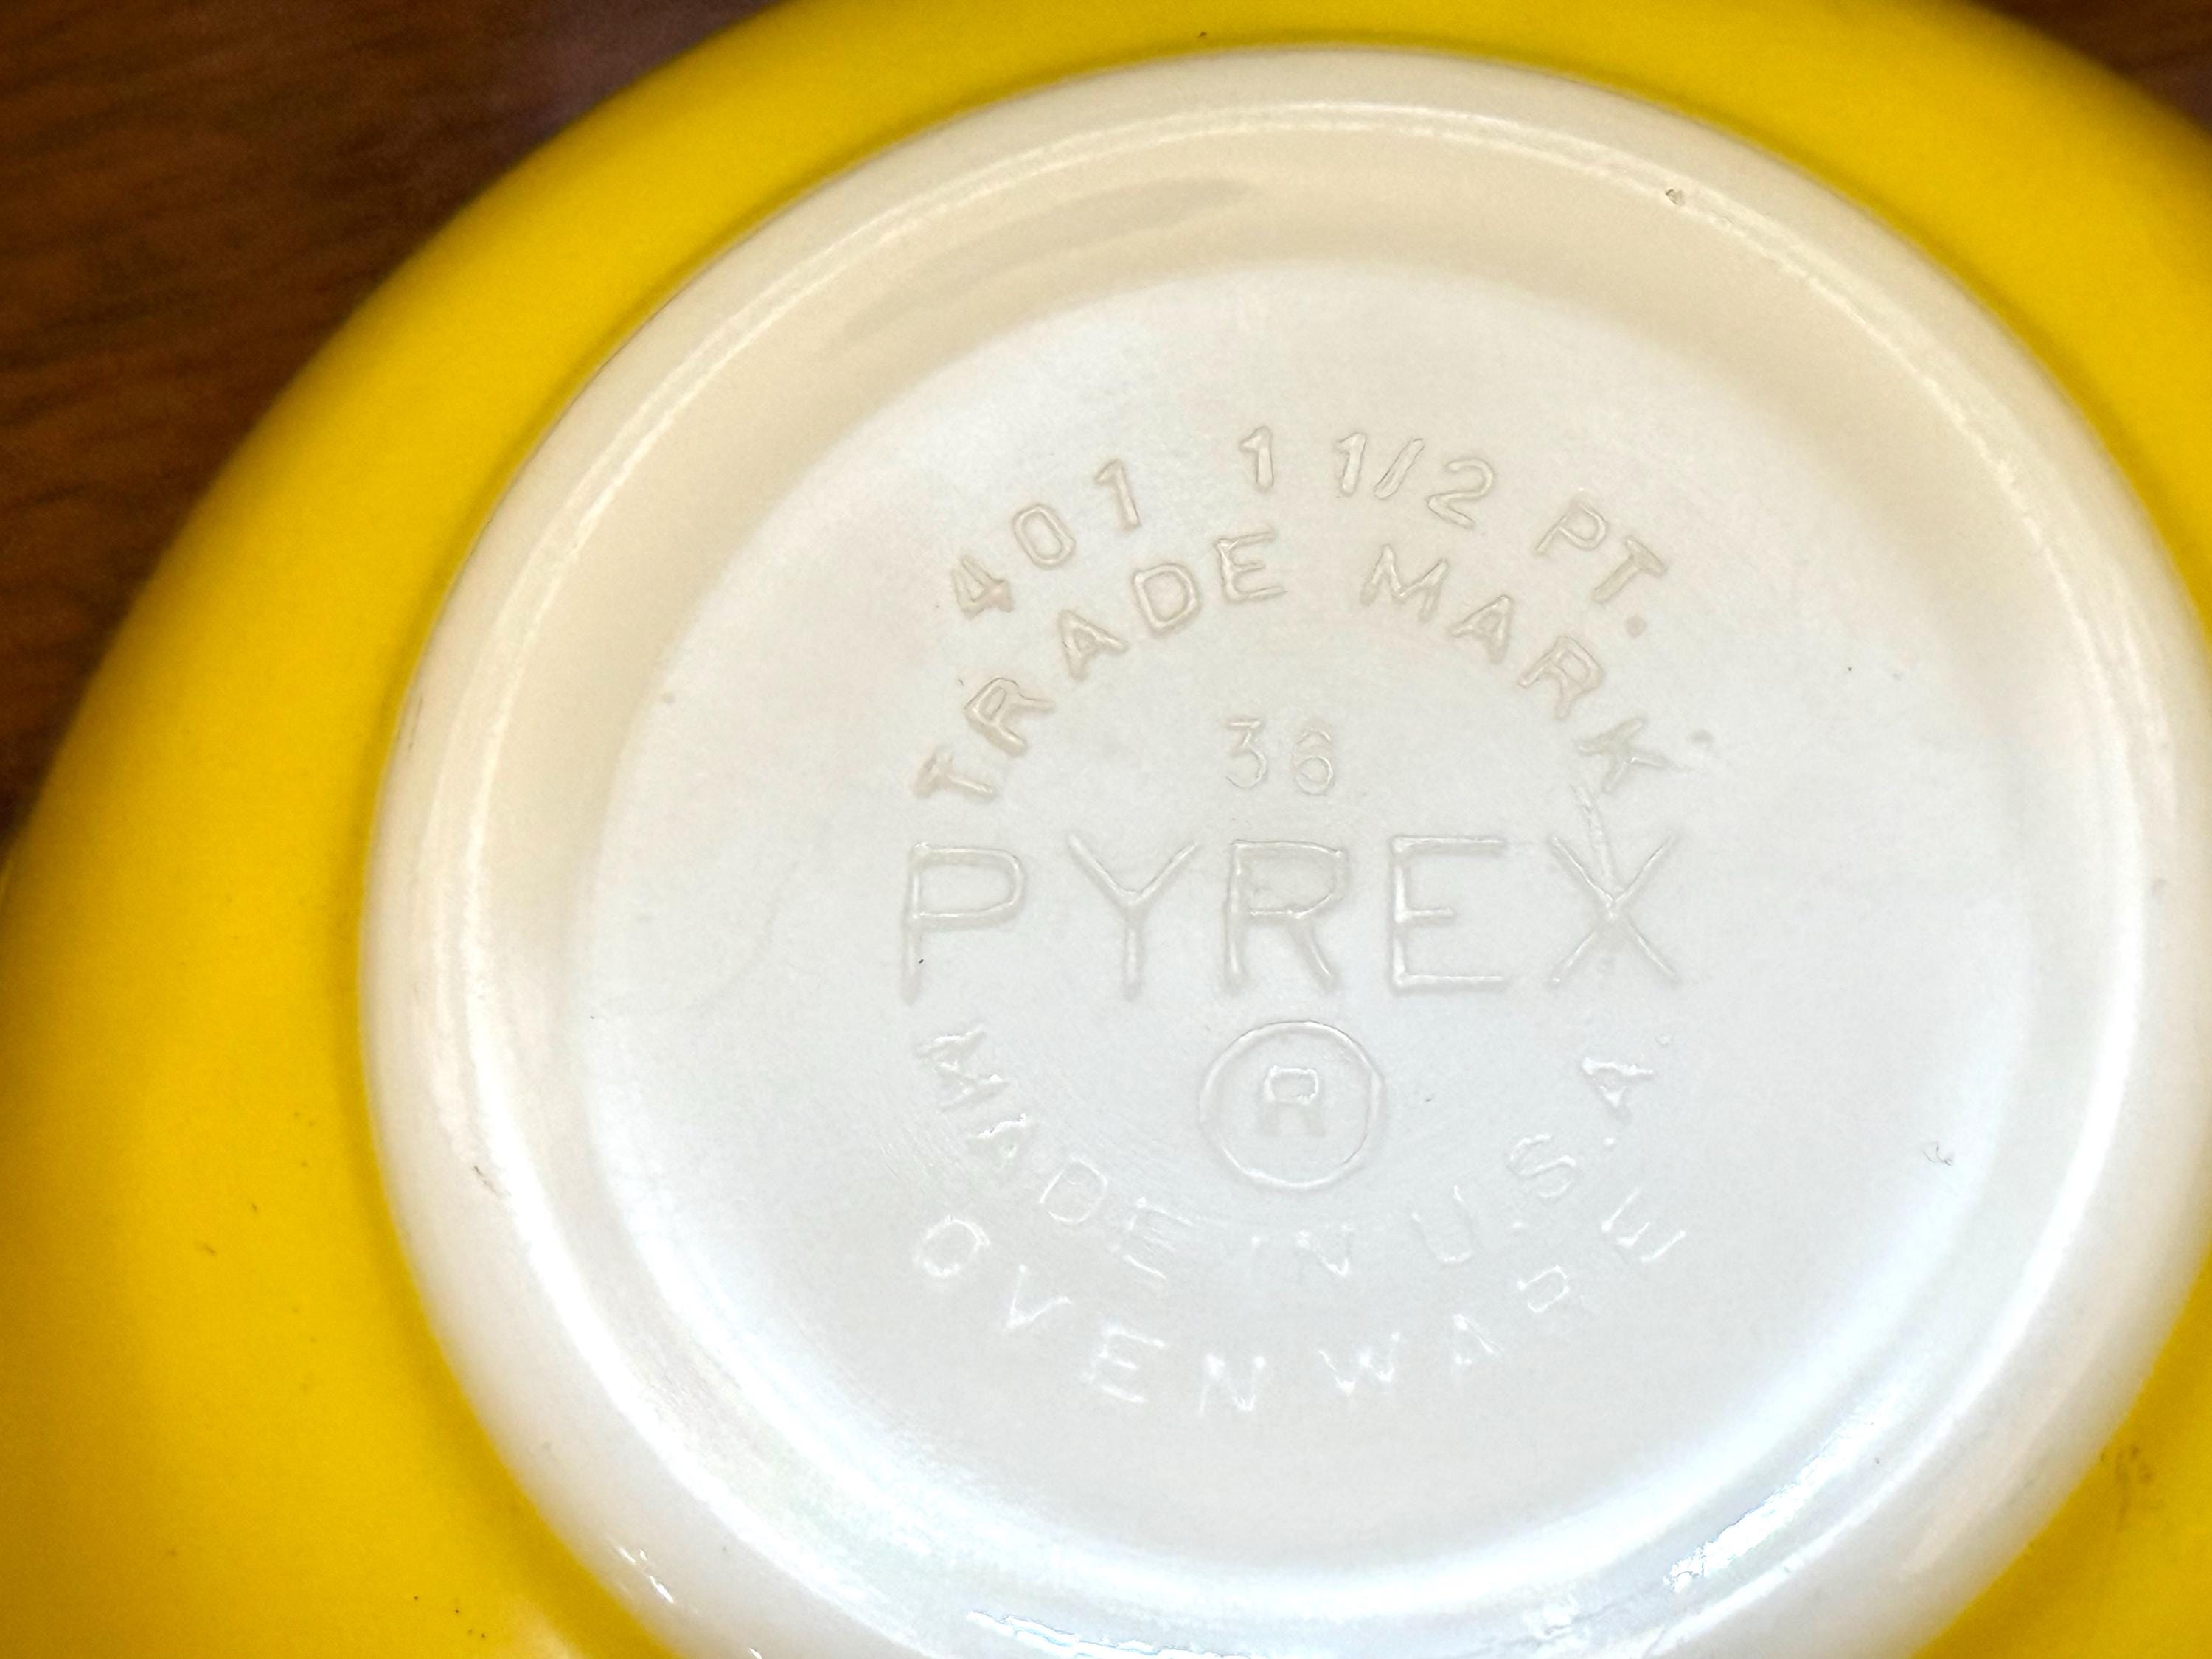 401 1 1/2 PT.
TRADE MARK
36
PYREX
®
MADE IN U.S.A.
OVENWARE